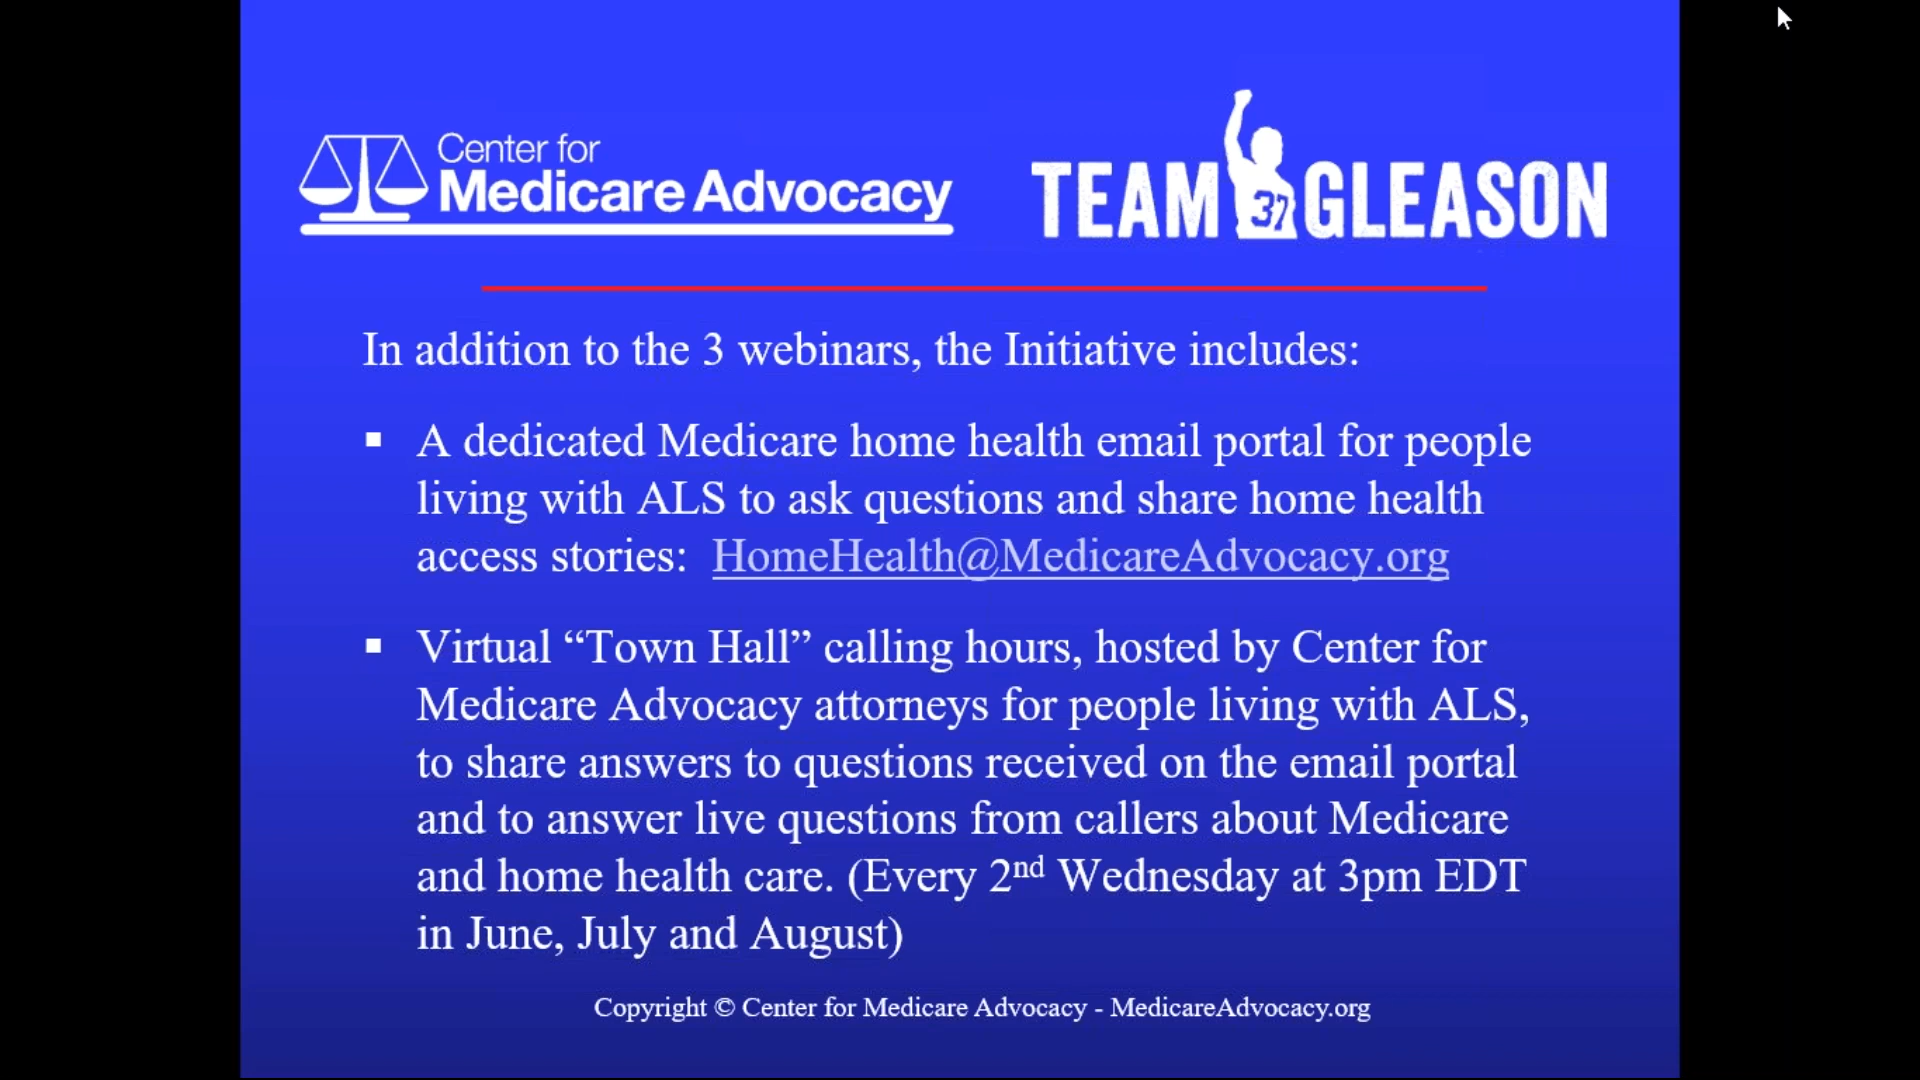 Center for
Medicare Advocacy
TEAM GLEASON
37
In addition to the 3 webinars, the Initiative includes:
▪ A dedicated Medicare home health email portal for people
living with ALS to ask questions and share home health
access stories: HomeHealth@MedicareAdvocacy.org
▪ Virtual “Town Hall” calling hours, hosted by Center for
Medicare Advocacy attorneys for people living with ALS,
to share answers to questions received on the email portal
and to answer live questions from callers about Medicare
and home health care. (Every 2nd Wednesday at 3pm EDT
in June, July and August)
Copyright © Center for Medicare Advocacy - MedicareAdvocacy.org